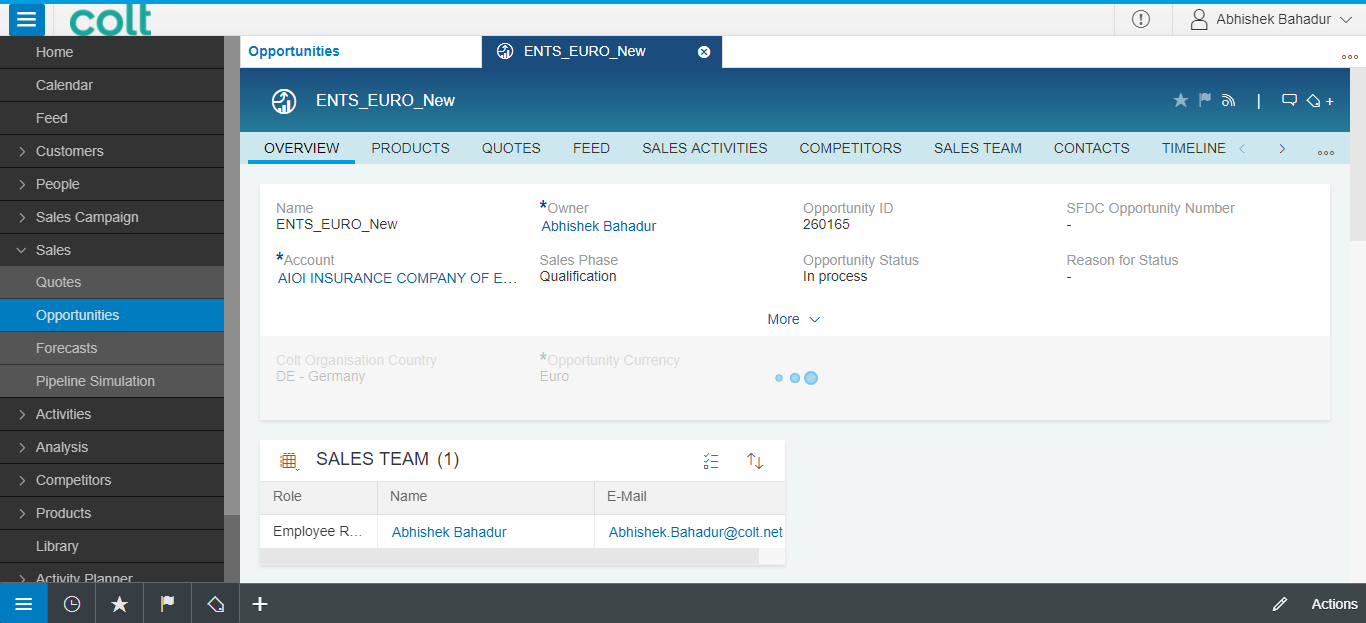 colt
Abhishek Bahadur
Home
Calendar
Feed
Customers
People
Sales Campaign
Sales
Quotes
Opportunities
Forecasts
Pipeline Simulation
Activities
Analysis
Competitors
Products
Library
Activity Planner
Opportunities
ENTS_EURO_New
ENTS_EURO_New
OVERVIEW PRODUCTS QUOTES FEED SALES ACTIVITIES COMPETITORS SALES TEAM CONTACTS TIMELINE
Name *Owner Opportunity ID SFDC Opportunity Number
ENTS_EURO_New Abhishek Bahadur 260165 -
*Account Sales Phase Opportunity Status Reason for Status
AIOI INSURANCE COMPANY OF E... Qualification In process -
More
Colt Organisation Country *Opportunity Currency
DE - Germany Euro
SALES TEAM (1)
Role Name E-Mail
Employee R... Abhishek Bahadur Abhishek.Bahadur@colt.net
Actions